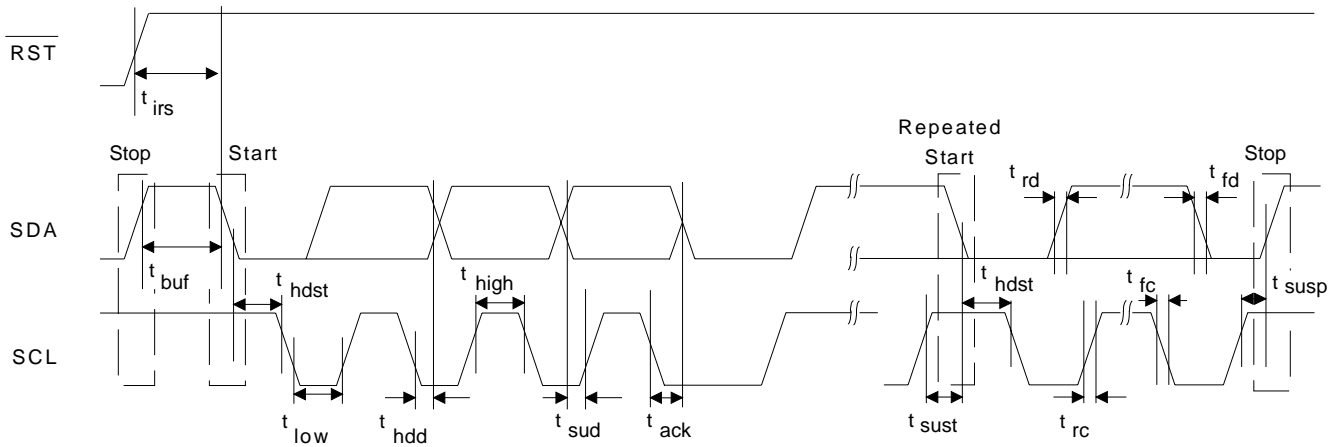 RST
t irs
Repeated
Stop
Start
Start
Stop
t rd
t fd
SDA
t buf
t hdst
t high
t hdst
t fc
t susp
SCL
t low
t hdd
t sud
t ack
t sust
t rc